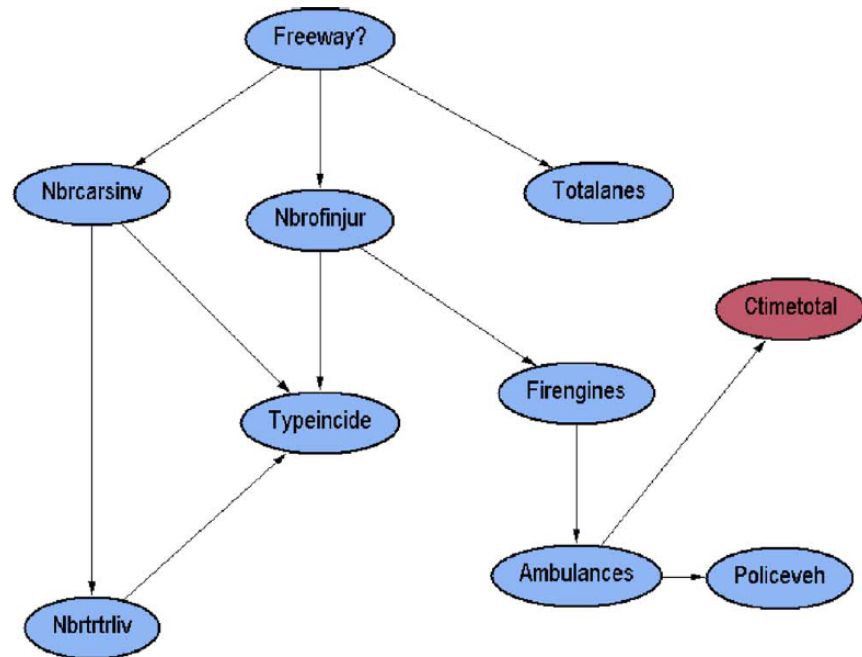 Freeway?
Nbrcarsinv
Totalanes
Nbrofinjur
Ctimetotal
Firengines
Typeincide
Ambulances
Policeveh
Nbrtrtrliv